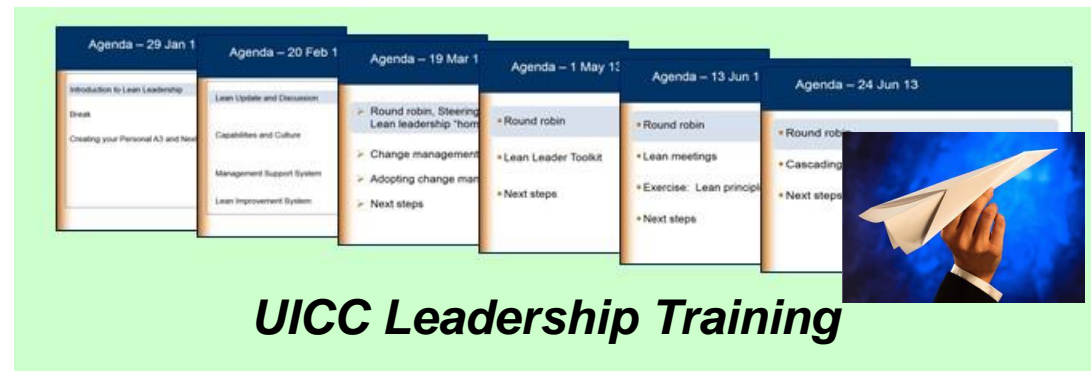 Agenda – 29 Jan 1
Introduction to Lean Leadership
Break
Creating your Personal A3 and Next
Agenda – 20 Feb 1
Lean Update and Discussion
Capabilities and Culture
Management Support System
Lean Improvement System
Agenda – 19 Mar 1
Round robin, Steering
Lean leadership "hom
Change management
Adopting change man
Next steps
Agenda – 1 May 13
Round robin
Lean Leader Toolkit
Next steps
Agenda – 13 Jun 1
Round robin
Lean meetings
Exercise: Lean principl
Next steps
Agenda – 24 Jun 13
Round robin
Cascading
Next steps
UICC Leadership Training